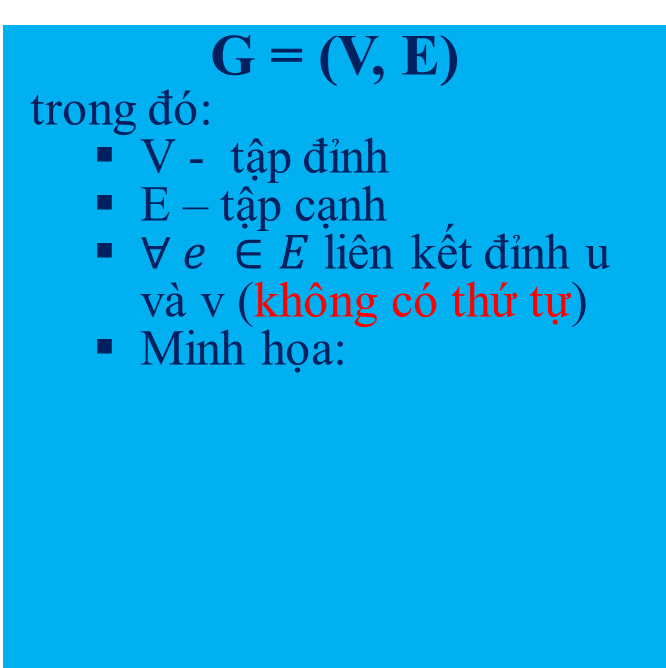 G = (V, E)
trong đó:
▪ V - tập đỉnh
▪ E – tập cạnh
▪ ∀ e ∈ E liên kết đỉnh u
và v (không có thứ tự)
▪ Minh họa: